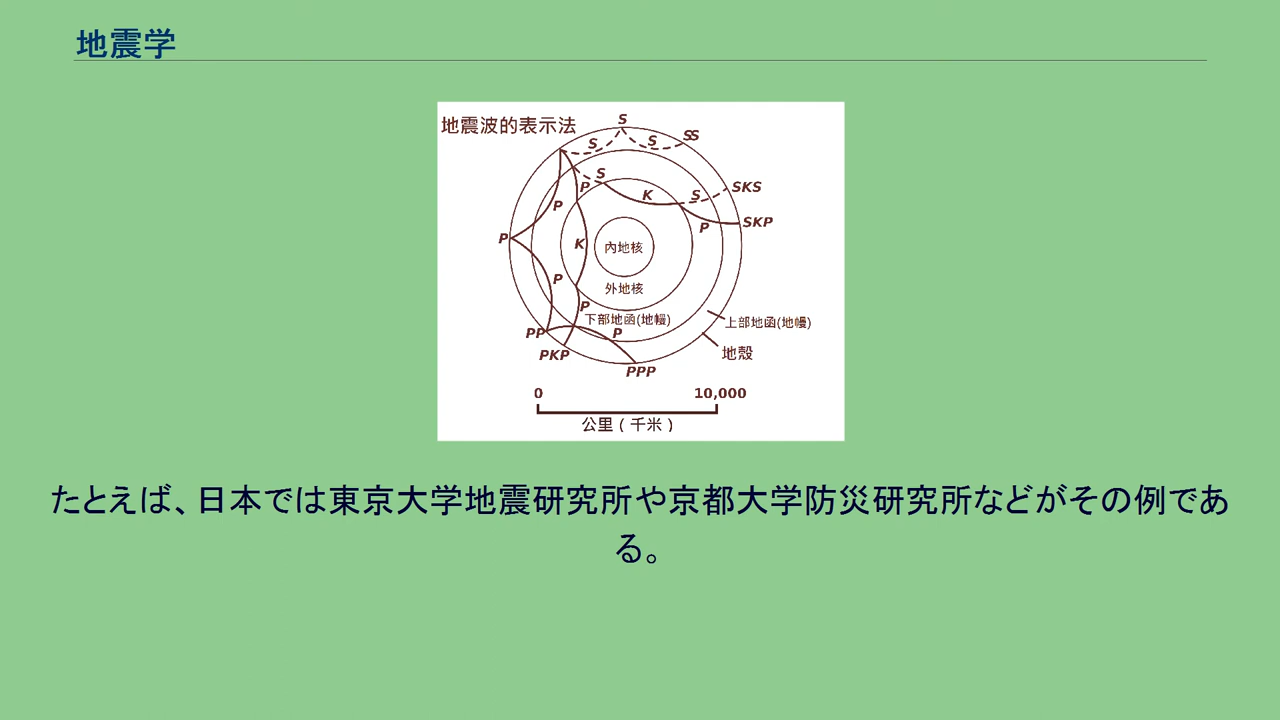 地震学
地震波的表示法
S
S
S
SS
S
P
K
S
SKS
P
SKP
P
P
K
內地核
P
外地核
P
下部地函(地幔)
上部地函(地幔)
PP
P
PKP
地殼
PPP
0
10,000
公里(千米)
たとえば、日本では東京大学地震研究所や京都大学防災研究所などがその例であ
る。